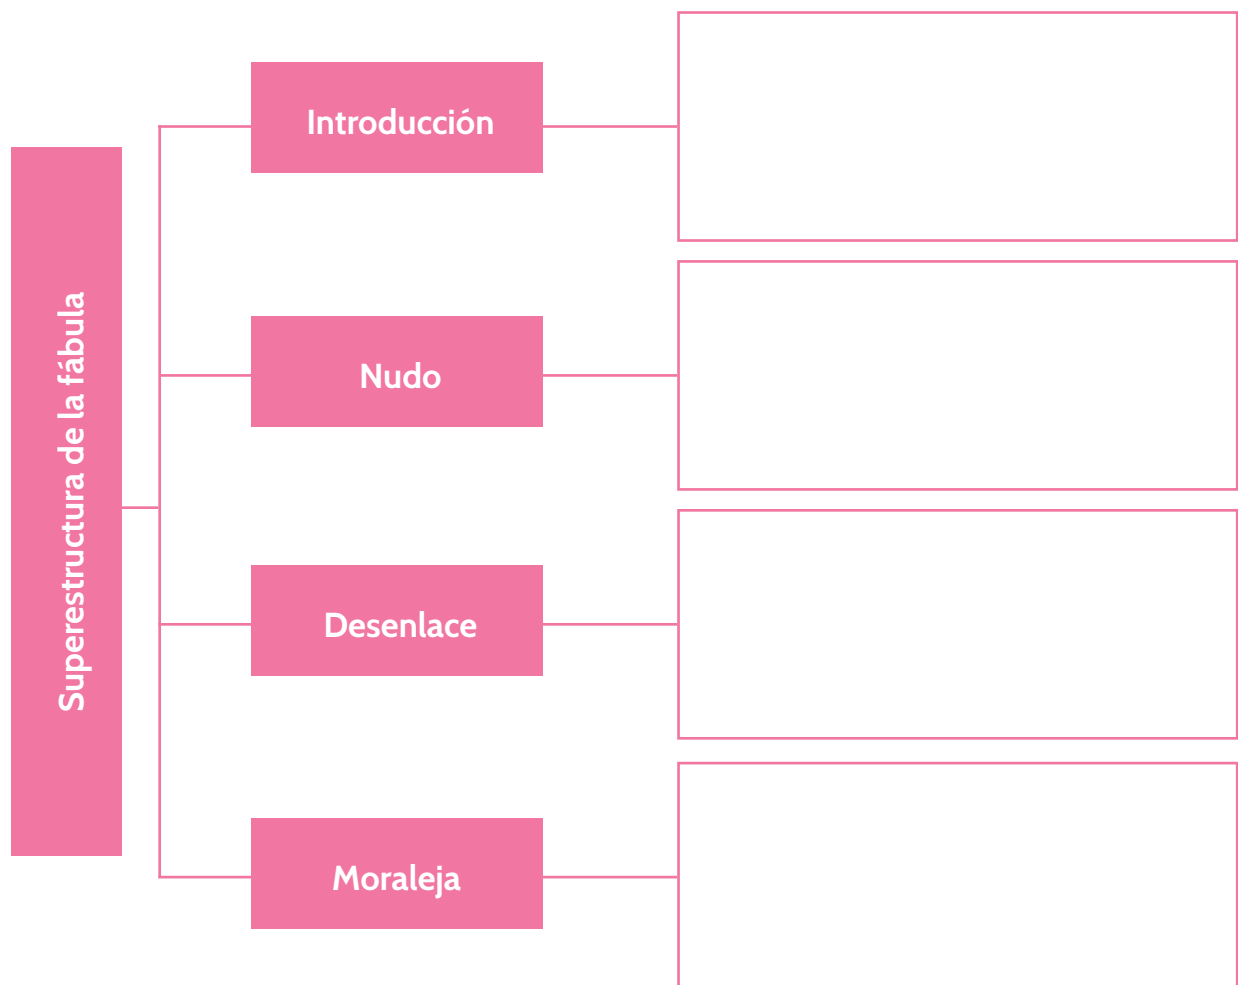 Superestructura de la fábula
Introducción
Nudo
Desenlace
Moraleja